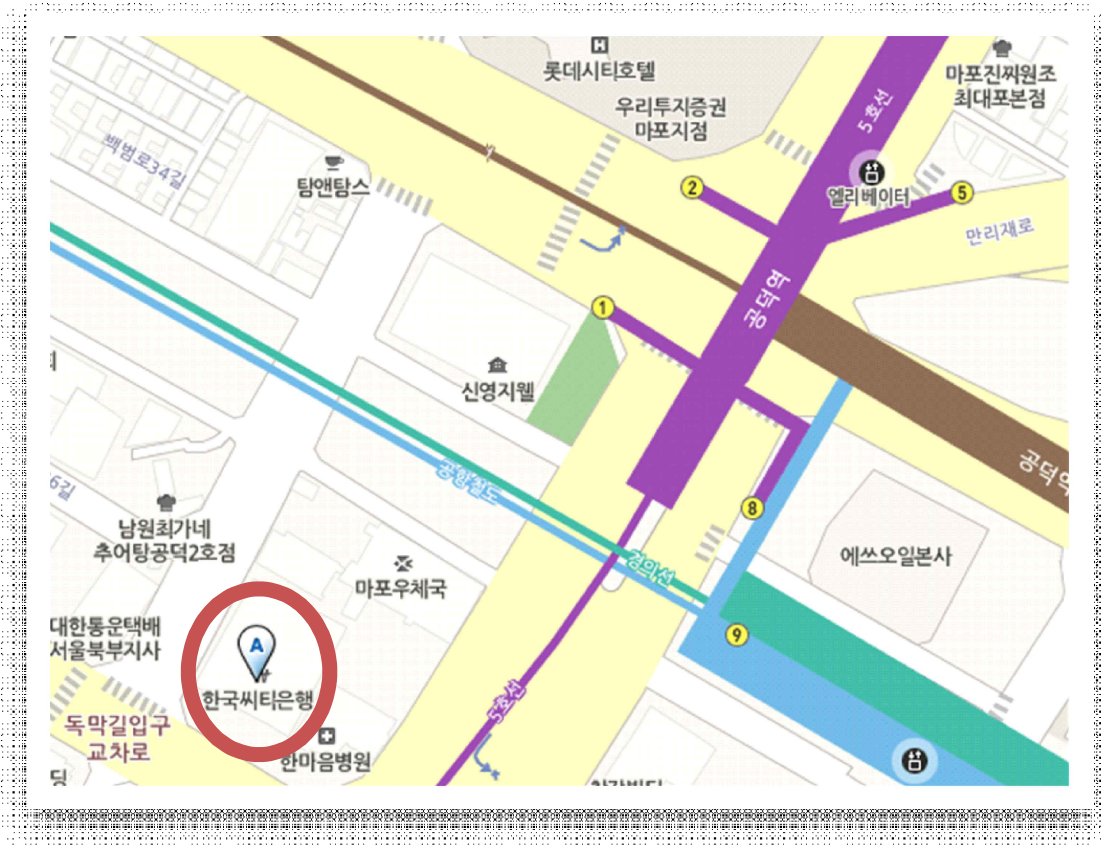 롯데시티호텔
마포진찌원조
최대포본점
우리투자증권
마포지점
5호선
백범로34길
탐앤탐스
2
엘리베이터
5
만리재로
1
공덕역
신영지웰
공덕역
공항철도
8
6길
남원최가네
추어탕공덕2호점
에쓰오일본사
경의선
마포우체국
대한통운택배
서울북부지사
9
A
한국씨티은행
독막길입구
교차로
5호선
한마음병원
딩